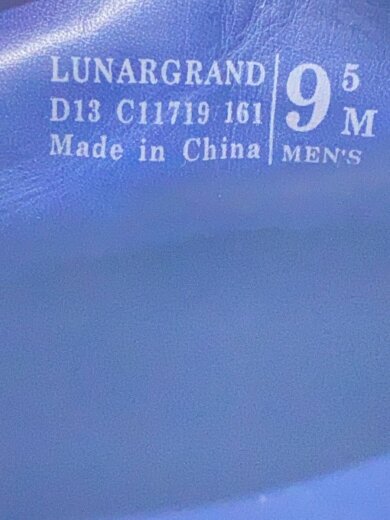 LUNARGRAND
D13 C11719 161
Made in China
9 5
M
MEN'S